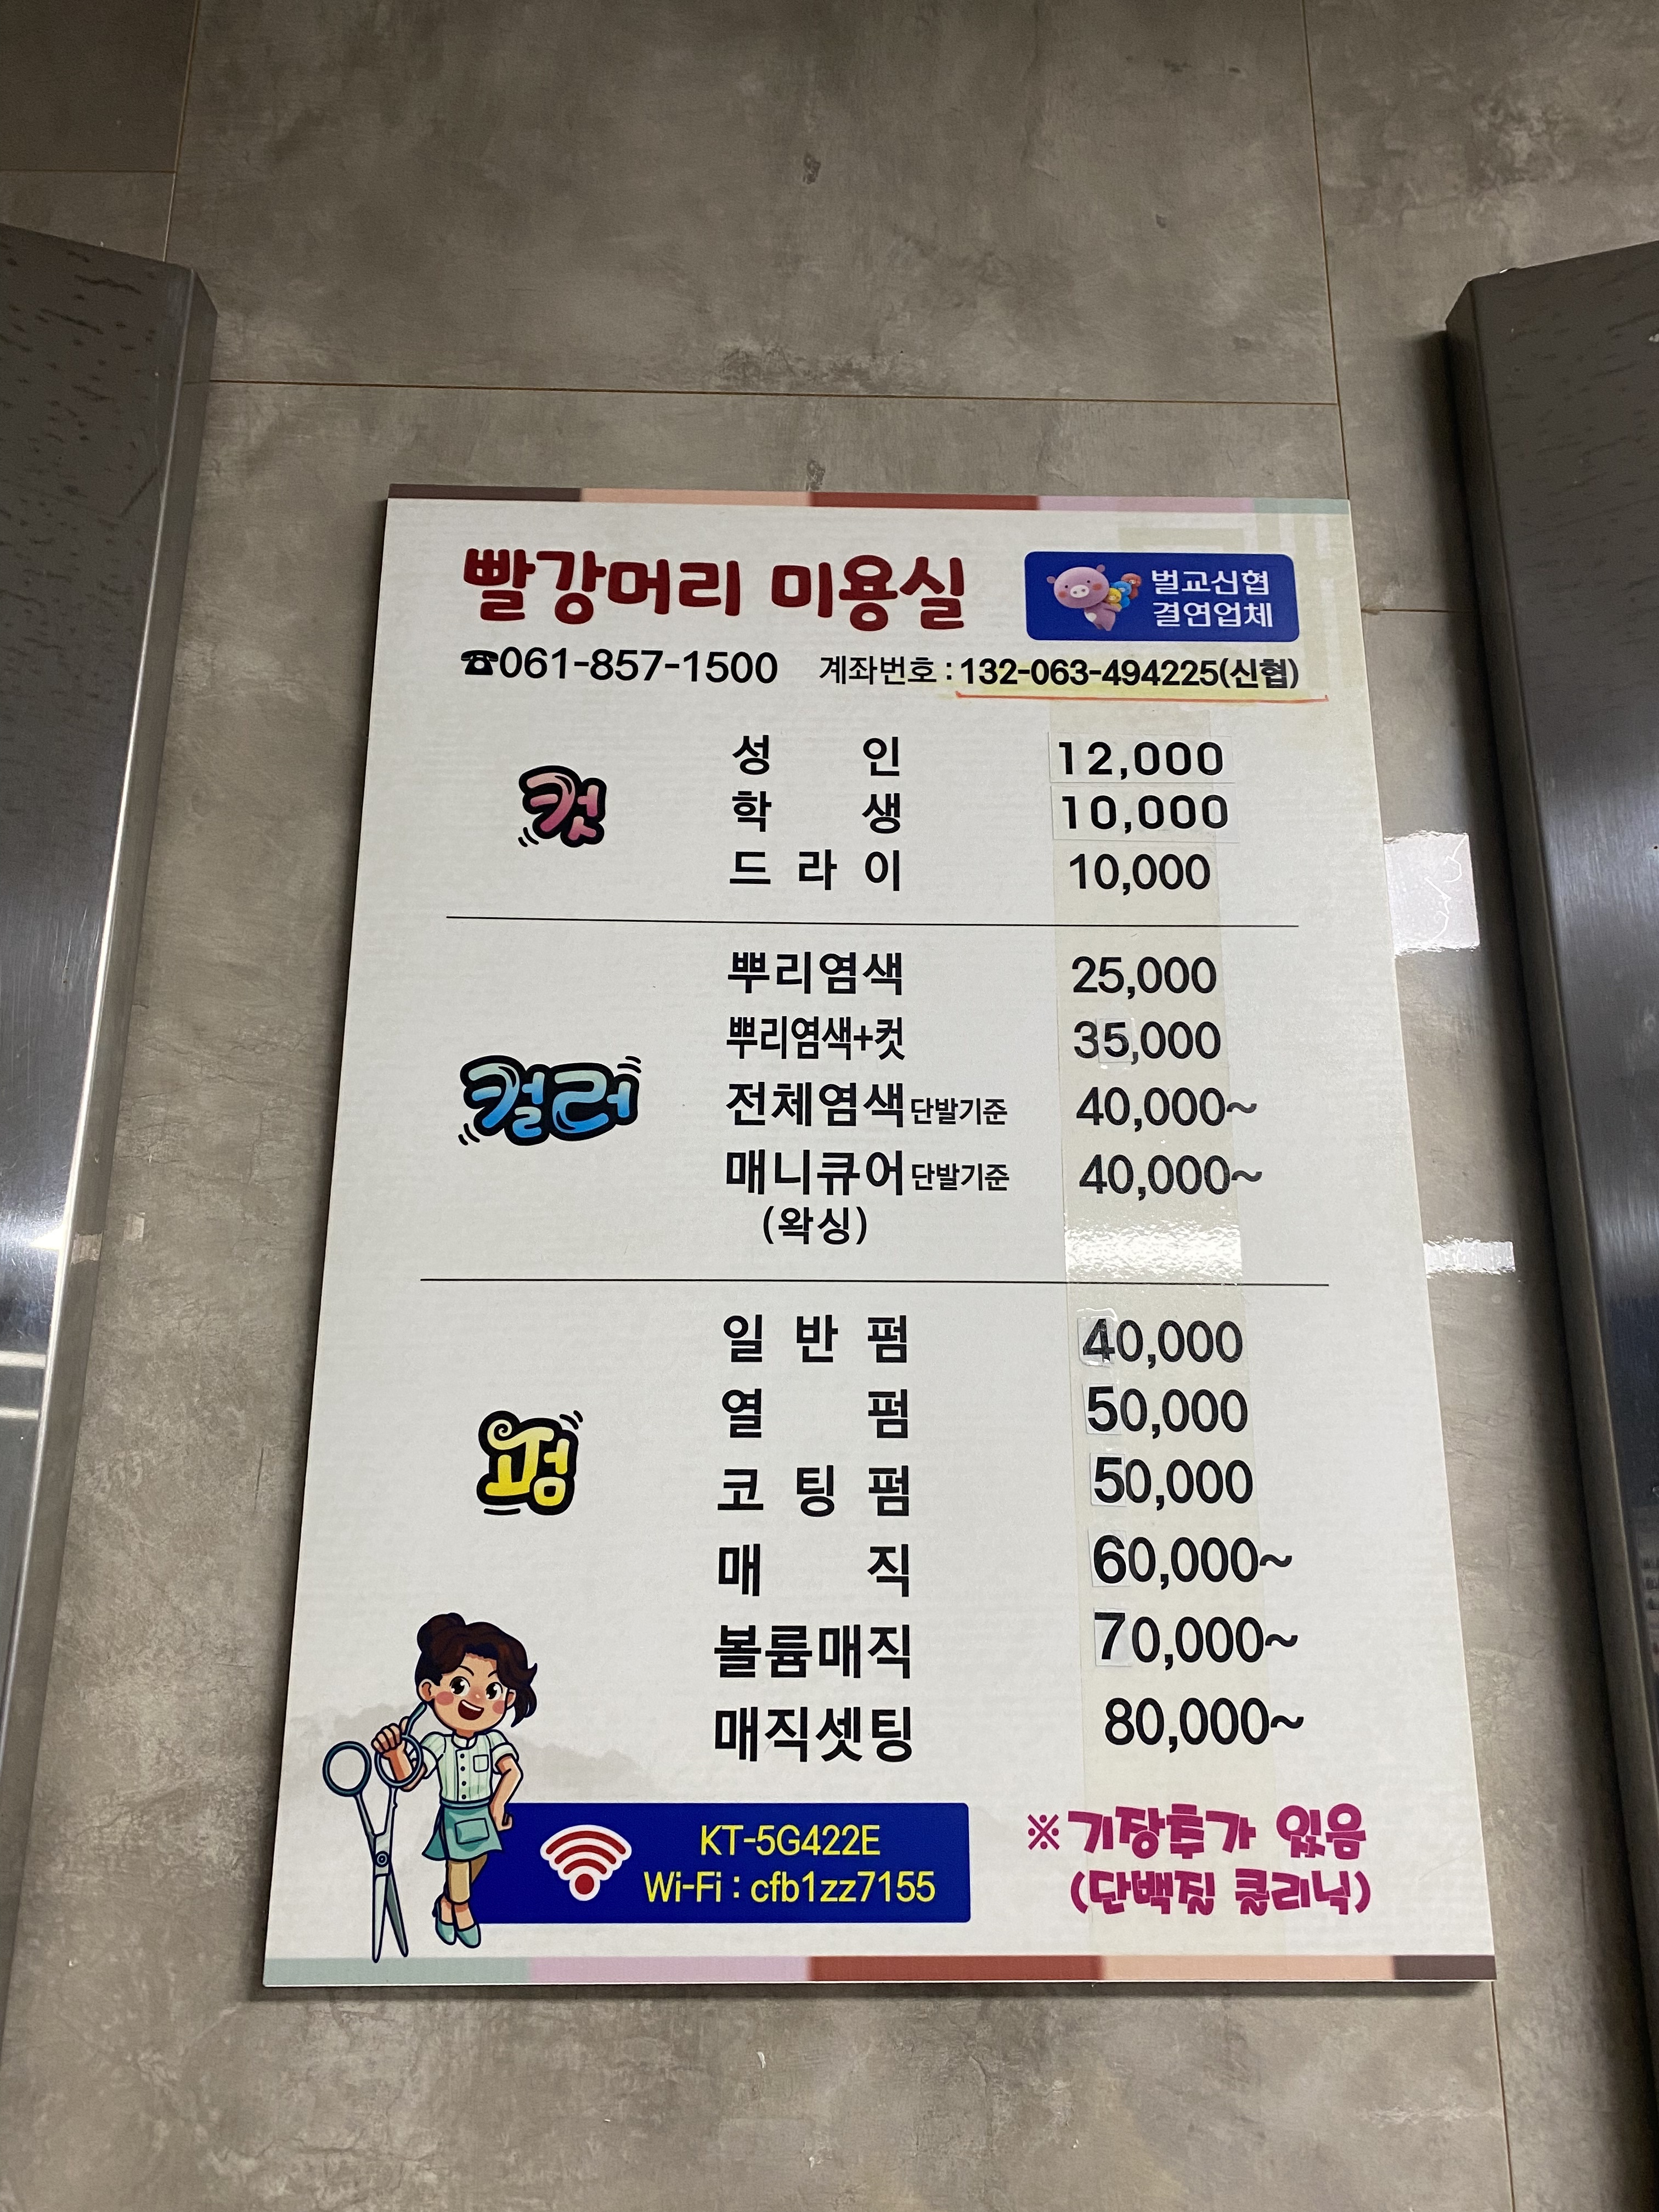 빨강머리 미용실
벌교신협
결연업체
☎061-857-1500 계좌번호 : 132-063-494225(신협)
컷
성 인 12,000
학 생 10,000
드 라 이 10,000
컬러
뿌리염색 25,000
뿌리염색+컷 35,000
전체염색 단발기준 40,000~
매니큐어 단발기준 40,000~
(왁싱)
펌
일 반 펌 40,000
열 펌 50,000
코 팅 펌 50,000
매 직 60,000~
볼륨매직 70,000~
매직셋팅 80,000~
KT-5G422E
Wi-Fi : cfb1zz7155
※기장추가 있음
(단백질 클리닉)